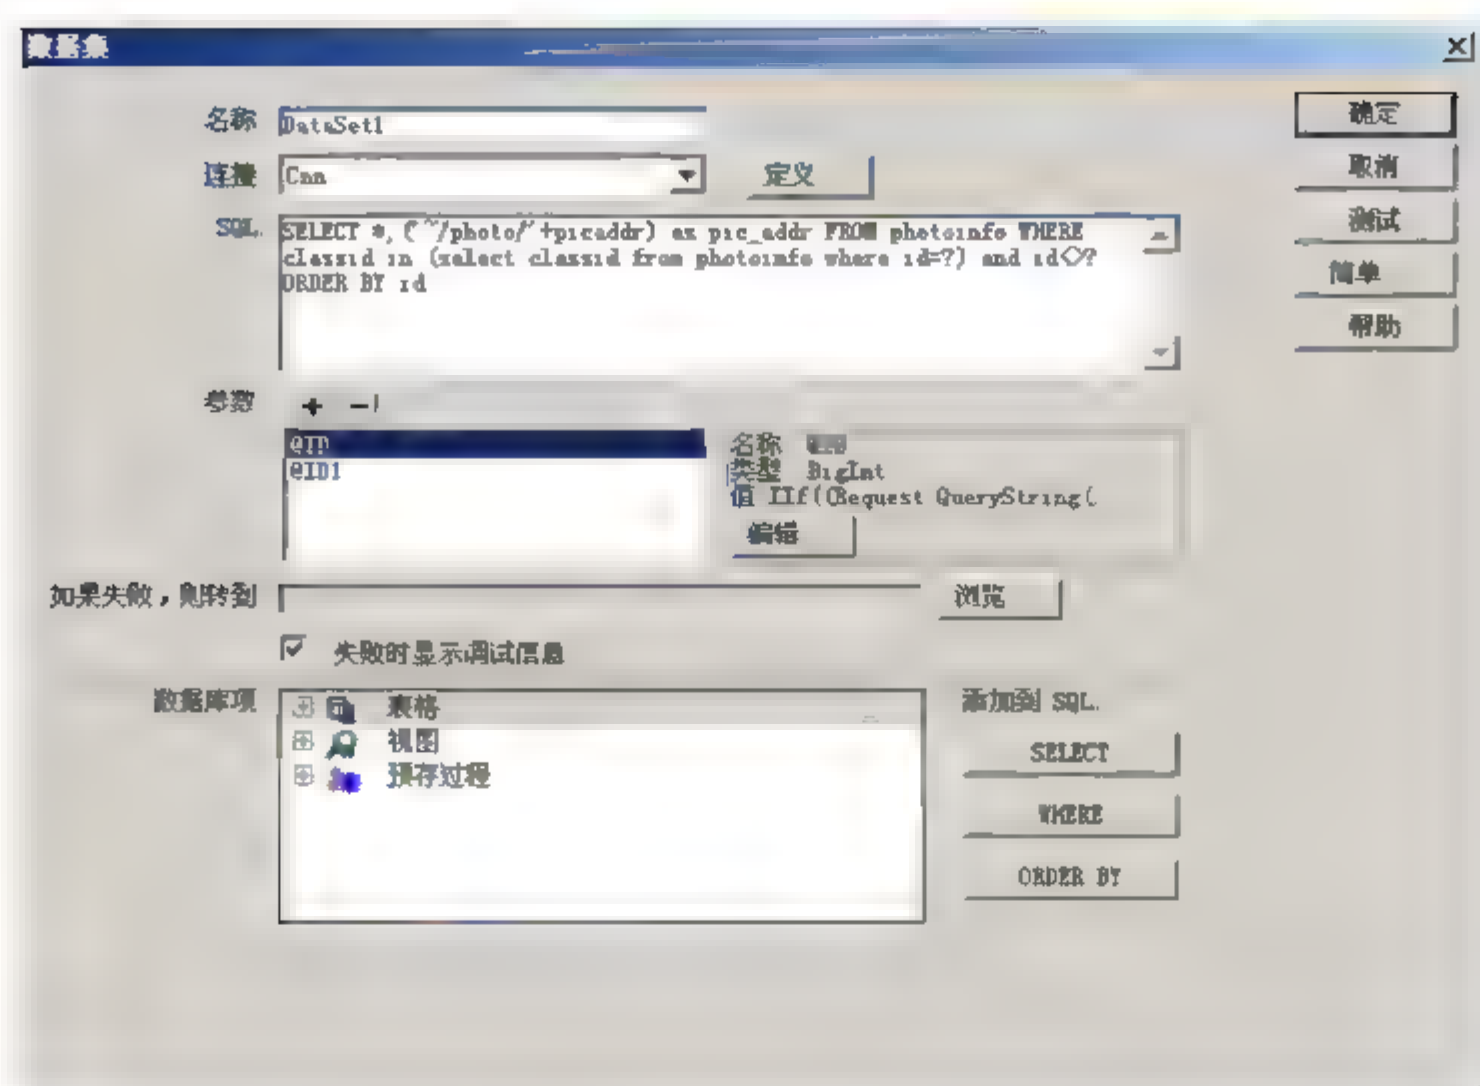 数据集
名称 DataSet1
确定
连接 Cnn 定义
取消
SQL: SELECT *, ("~/photo/"+picaddr) as pic_addr FROM photoinfo WHERE
classid in (select classid from photoinfo where id=?) and id<>?
ORDER BY id
测试
简单
帮助
参数 + -
@ID
@ID1
名称
类型 BigInt
值 IIf((Request QueryString(
编辑
如果失败，则转到 浏览
失败时显示调试信息
数据库项
表格
视图
预存过程
添加到 SQL:
SELECT
WHERE
ORDER BY